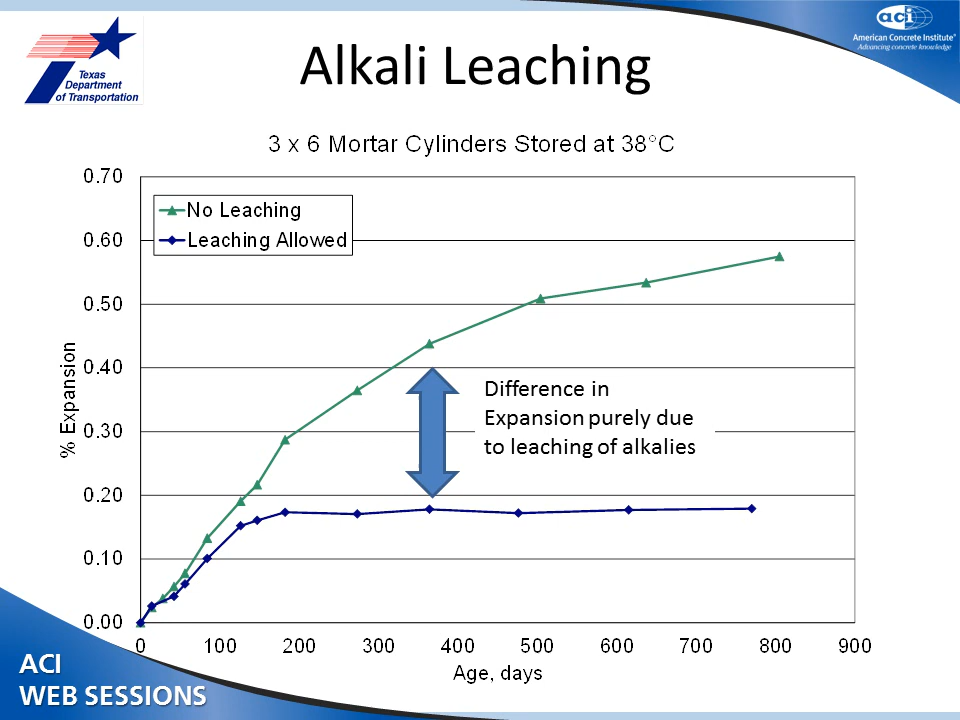 Texas
Department
of Transportation
aci
American Concrete Institute®
Advancing concrete knowledge
Alkali Leaching
3 x 6 Mortar Cylinders Stored at 38°C
No Leaching
Leaching Allowed
% Expansion
0.70
0.60
0.50
0.40
0.30
0.20
0.10
0.00
Difference in
Expansion purely due
to leaching of alkalies
0 100 200 300 400 500 600 700 800 900
Age, days
ACI
WEB SESSIONS